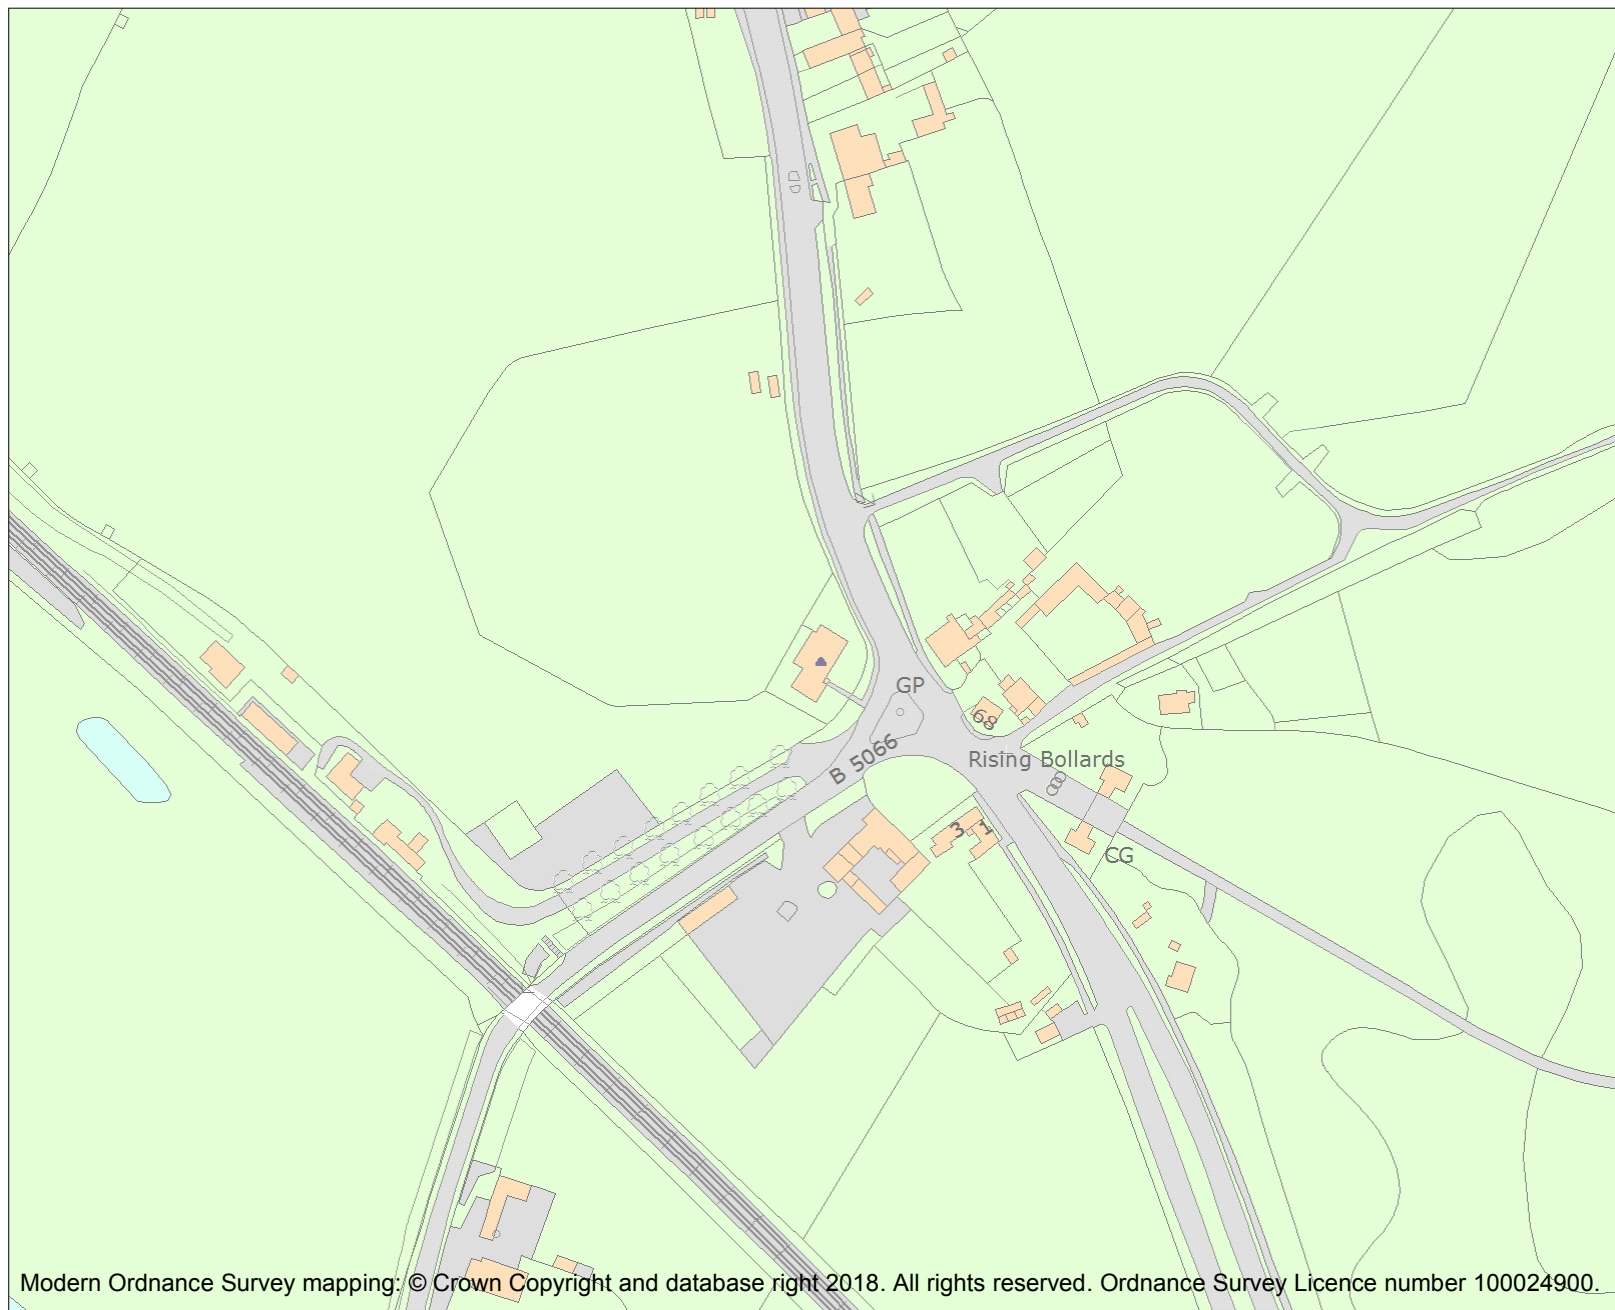 GP
68
B 5066
Rising Bollards
3
1
CG
Modern Ordnance Survey mapping: © Crown Copyright and database right 2018. All rights reserved. Ordnance Survey Licence number 100024900.